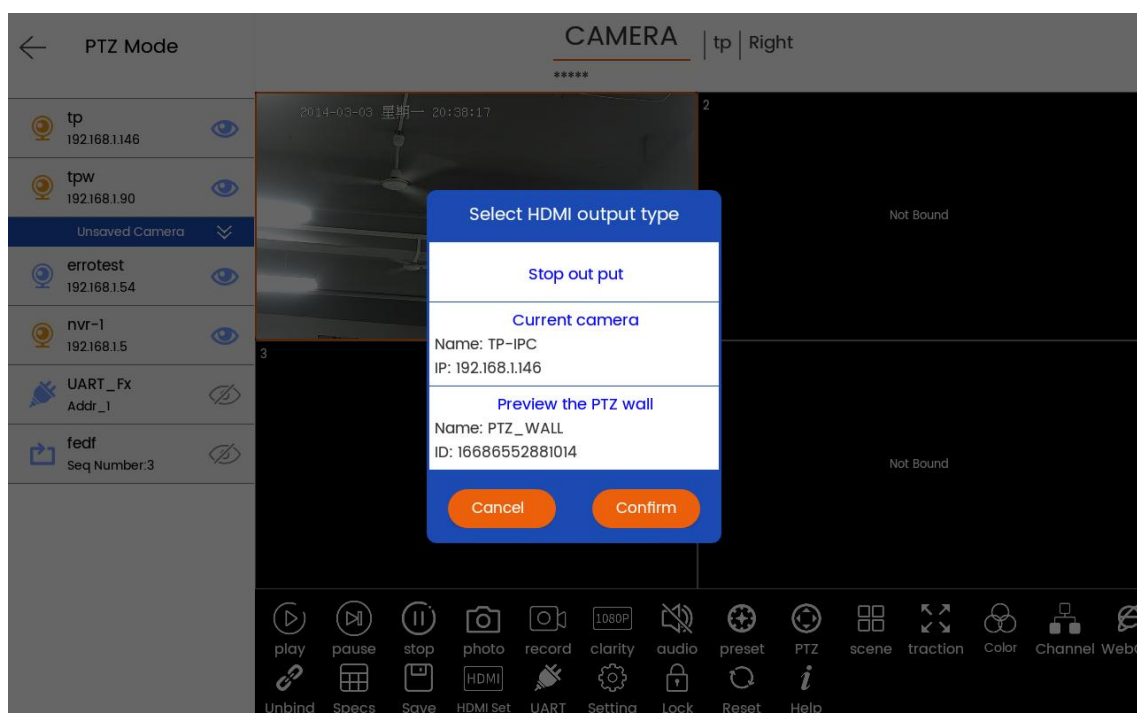 PTZ Mode
CAMERA
tp
Right
*****
tp
192.168.1.146
tpw
192.168.1.90
Unsaved Camera
errotest
192.168.1.54
nvr-1
192.168.1.5
UART_Fx
Addr_1
fedf
Seq Number:3
2014-03-03 星期一 20:38:17
2
Not Bound
3
Not Bound
Select HDMI output type
Stop out put
Current camera
Name: TP-IPC
IP: 192.168.1.146
Preview the PTZ wall
Name: PTZ_WALL
ID: 16686552881014
Cancel
Confirm
1080P
play pause stop photo record clarity audio preset PTZ scene traction Color Channel
HDMI
Unbind Specs Save HDMI Set UART Setting Lock Reset Help